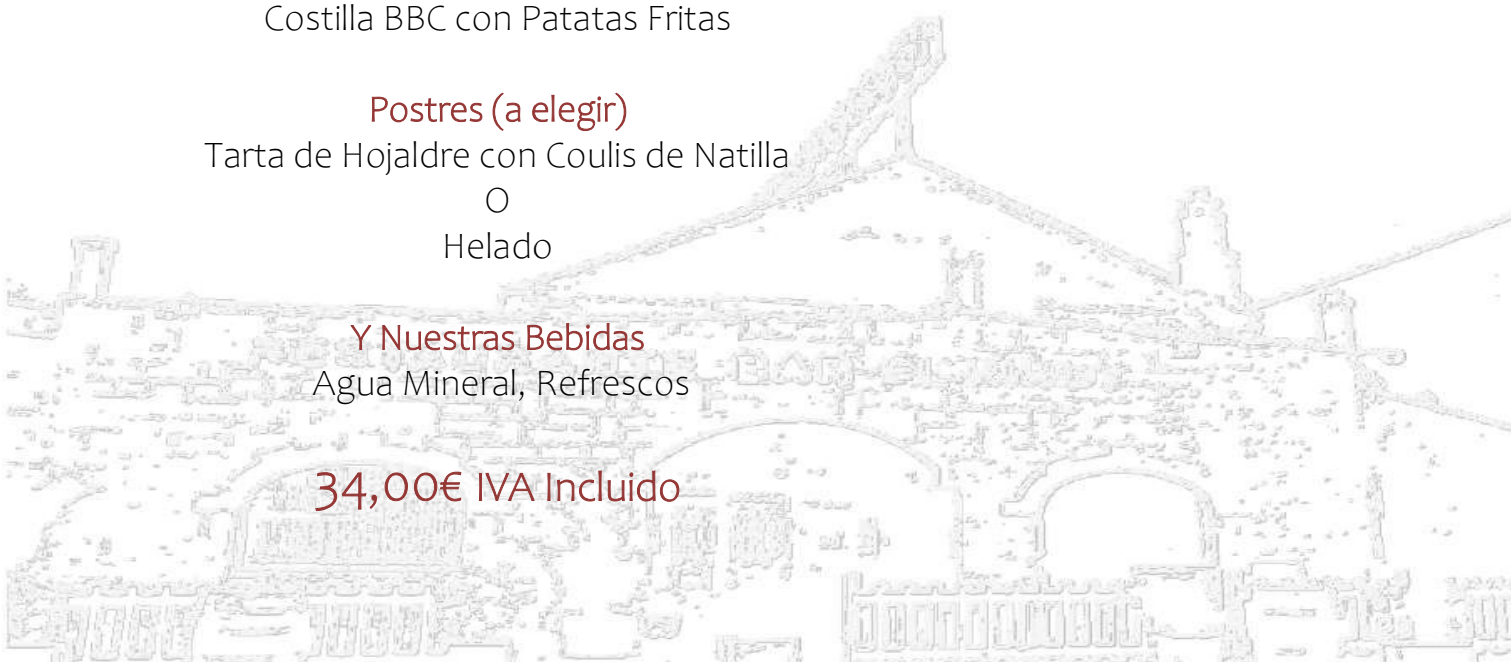 Costilla BBC con Patatas Fritas
Postres (a elegir)
Tarta de Hojaldre con Coulis de Natilla
O
Helado
Y Nuestras Bebidas
Agua Mineral, Refrescos
34,00€ IVA Incluido